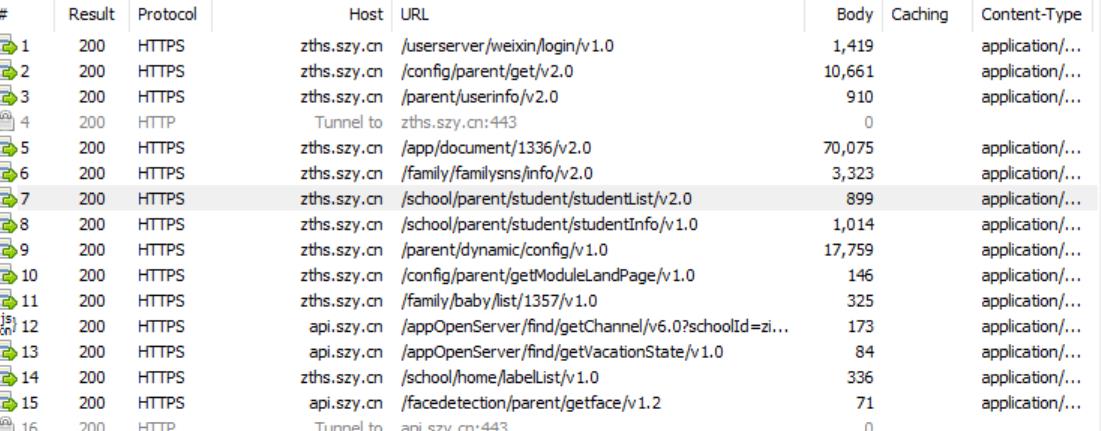 # Result Protocol Host URL Body Caching Content-Type
1 200 HTTPS zths.szy.cn /userserver/weixin/login/v1.0 1,419 application/...
2 200 HTTPS zths.szy.cn /config/parent/get/v2.0 10,661 application/...
3 200 HTTPS zths.szy.cn /parent/userinfo/v2.0 910 application/...
4 200 HTTP Tunnel to zths.szy.cn:443 0
5 200 HTTPS zths.szy.cn /app/document/1336/v2.0 70,075 application/...
6 200 HTTPS zths.szy.cn /family/familysns/info/v2.0 3,323 application/...
7 200 HTTPS zths.szy.cn /school/parent/student/studentList/v2.0 899 application/...
8 200 HTTPS zths.szy.cn /school/parent/student/studentInfo/v1.0 1,014 application/...
9 200 HTTPS zths.szy.cn /parent/dynamic/config/v1.0 17,759 application/...
10 200 HTTPS zths.szy.cn /config/parent/getModuleLandPage/v1.0 146 application/...
11 200 HTTPS zths.szy.cn /family/baby/list/1357/v1.0 325 application/...
12 200 HTTPS api.szy.cn /appOpenServer/find/getChannel/v6.0?schoolId=zi... 173 application/...
13 200 HTTPS api.szy.cn /appOpenServer/find/getVacationState/v1.0 84 application/...
14 200 HTTPS zths.szy.cn /school/home/labelList/v1.0 336 application/...
15 200 HTTPS api.szy.cn /facedetection/parent/getface/v1.2 71 application/...
16 200 HTTP Tunnel to api.szy.cn:443 0